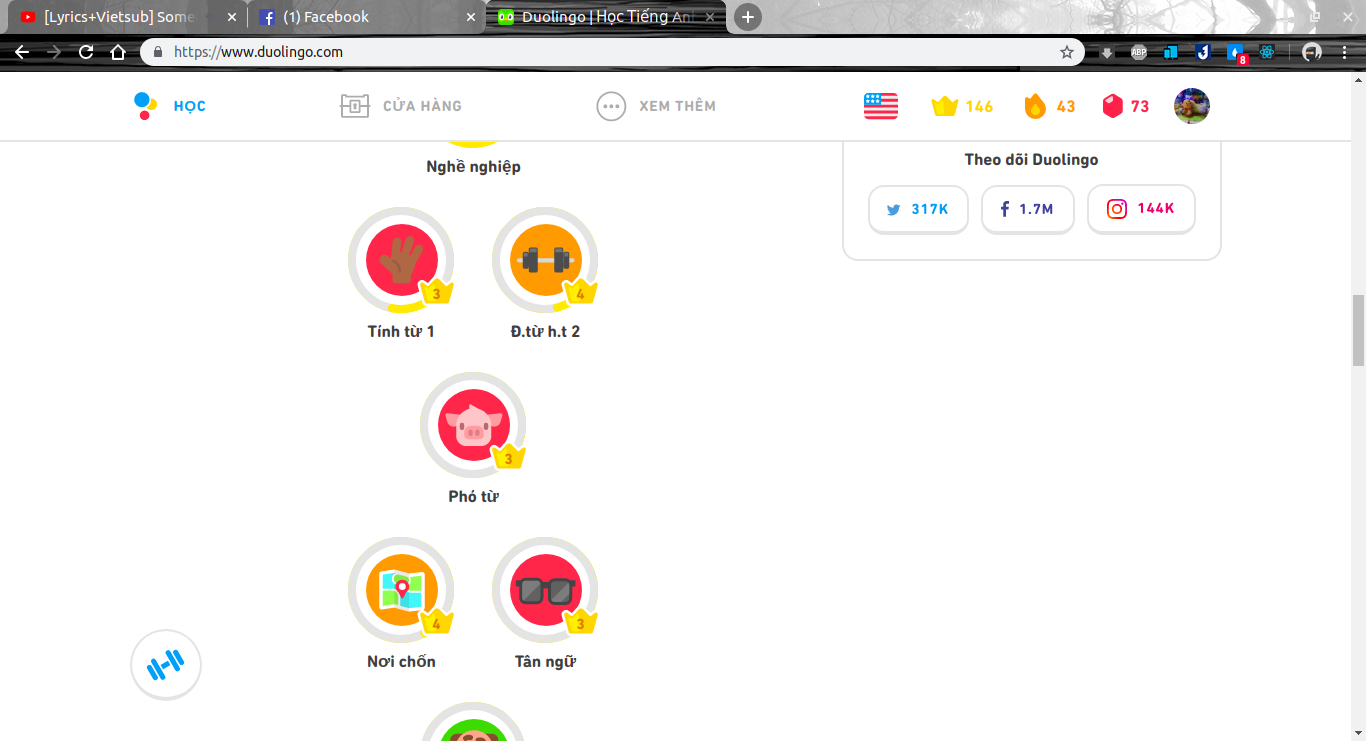 [Lyrics+Vietsub] Some
(1) Facebook
Duolingo | Học Tiếng An
https://www.duolingo.com
ABP
8
HỌC
CỬA HÀNG
XEM THÊM
146
43
73
Nghề nghiệp
Theo dõi Duolingo
317K
1.7M
144K
3
4
Tính từ 1
Đ.từ h.t 2
3
Phó từ
4
3
Nơi chốn
Tân ngữ